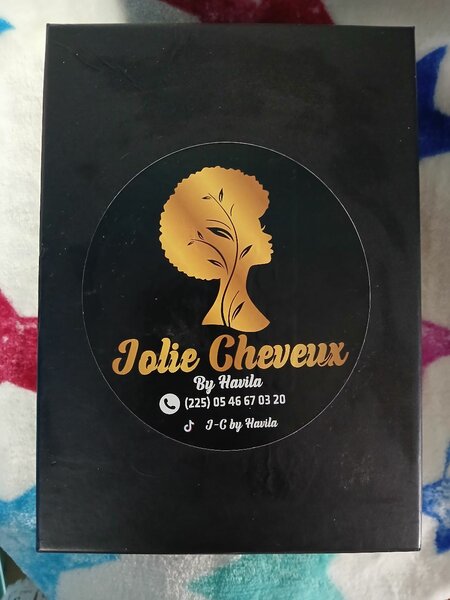 Jolie Cheveux
By Havila
(225) 05 46 67 03 20
J-C by Havila